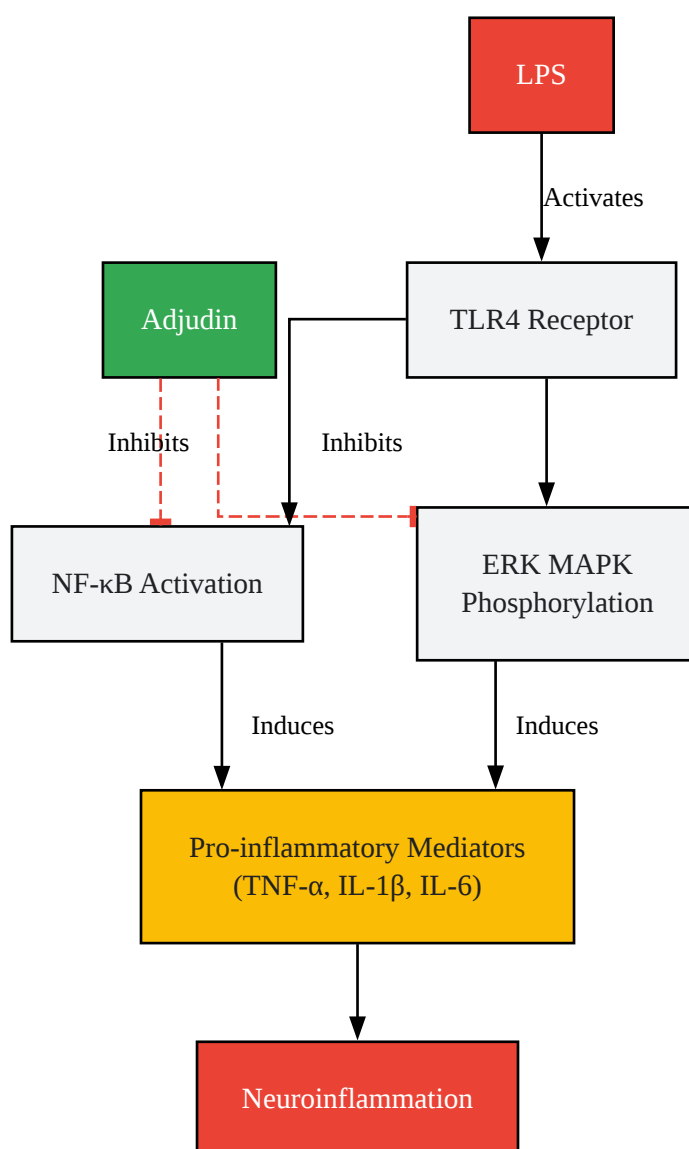 LPS
Activates
Adjudin
TLR4 Receptor
Inhibits
Inhibits
NF-κB Activation
ERK MAPK
Phosphorylation
Induces
Induces
Pro-inflammatory Mediators
(TNF-α, IL-1β, IL-6)
Neuroinflammation